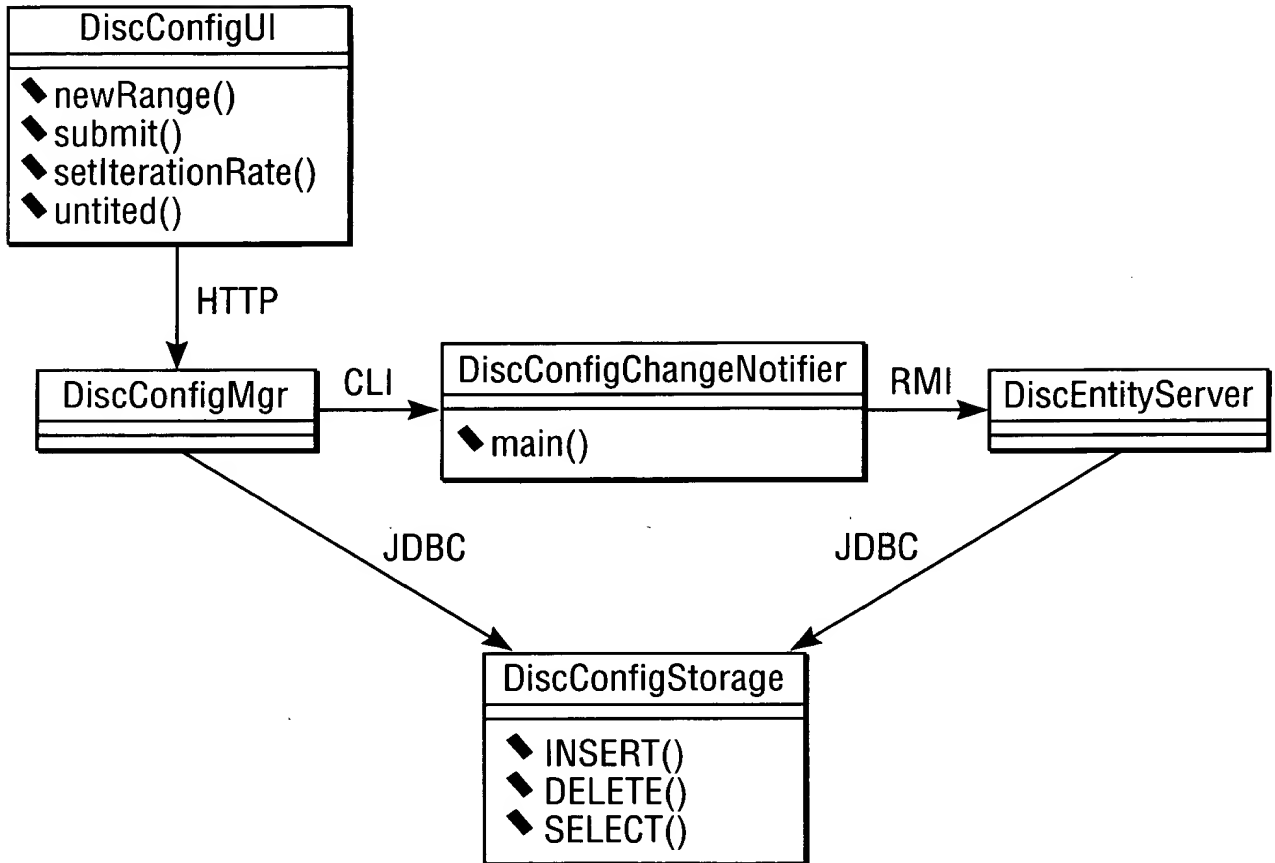 DiscConfigUI
newRange()
submit()
setIterationRate()
untited()
HTTP
DiscConfigMgr
CLI
DiscConfigChangeNotifier
main()
RMI
DiscEntityServer
JDBC
JDBC
DiscConfigStorage
INSERT()
DELETE()
SELECT()